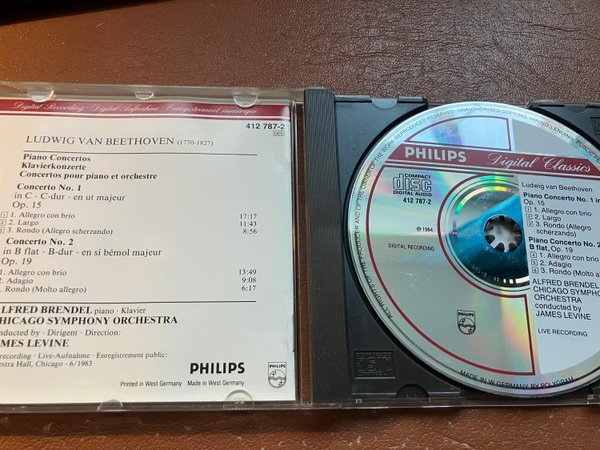 Digital Recording · Digital-Aufnahme · Enregistrement numérique
412 787-2
LUDWIG VAN BEETHOVEN (1770-1827)
Piano Concertos
Klavierkonzerte
Concertos pour piano et orchestre
Concerto No. 1
in C · C-dur · en ut majeur
Op. 15
1 1. Allegro con brio 17:17
2 2. Largo 11:43
3 3. Rondo (Allegro scherzando) 8:56
Concerto No. 2
in B flat · B-dur · en si bémol majeur
Op. 19
1. Allegro con brio 13:49
2. Adagio 9:08
3. Rondo (Molto allegro) 6:17
ALFRED BRENDEL piano · Klavier
CHICAGO SYMPHONY ORCHESTRA
conducted by · Dirigent · Direction:
JAMES LEVINE
recording · Live-Aufnahme · Enregistrement public:
Orchestra Hall, Chicago - 6/1983
PHILIPS
Printed in West Germany Made in West Germany
PHILIPS
Digital Classics
COMPACT
disc
DIGITAL AUDIO
412 787-2
℗ 1984
DIGITAL RECORDING
Ludwig van Beethoven
Piano Concerto No. 1 in
Op. 15
1. Allegro con brio
2. Largo
3. Rondo (Allegro
scherzando)
Piano Concerto No. 2
B flat, Op. 19
1. Allegro con brio
2. Adagio
3. Rondo (Molto
ALFRED BRENDEL
CHICAGO SYMPHONY
ORCHESTRA
conducted by
JAMES LEVINE
LIVE RECORDING
PHILIPS
MADE IN W. GERMANY BY POLYGRAM